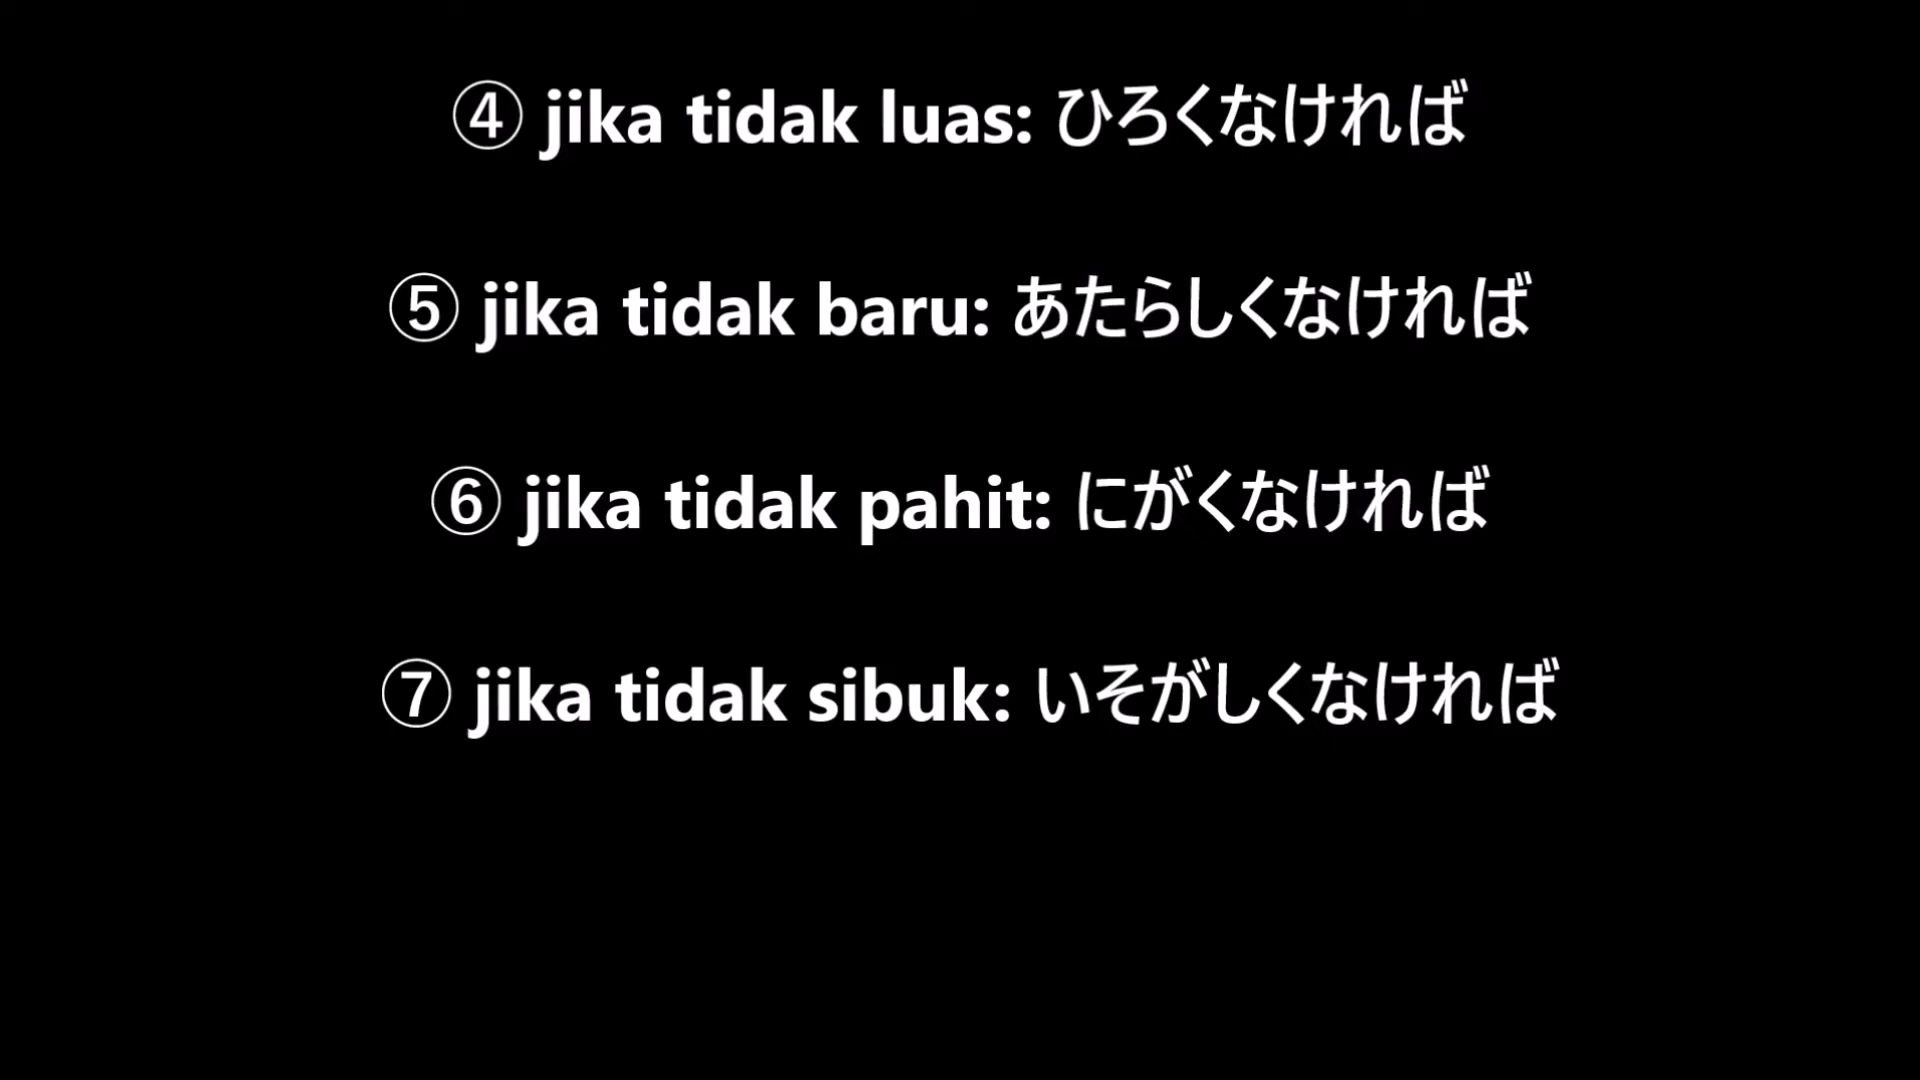 ④ jika tidak luas: ひろくなければ
⑤ jika tidak baru: あたらしくなければ
⑥ jika tidak pahit: にがくなければ
⑦ jika tidak sibuk: いそがしくなければ